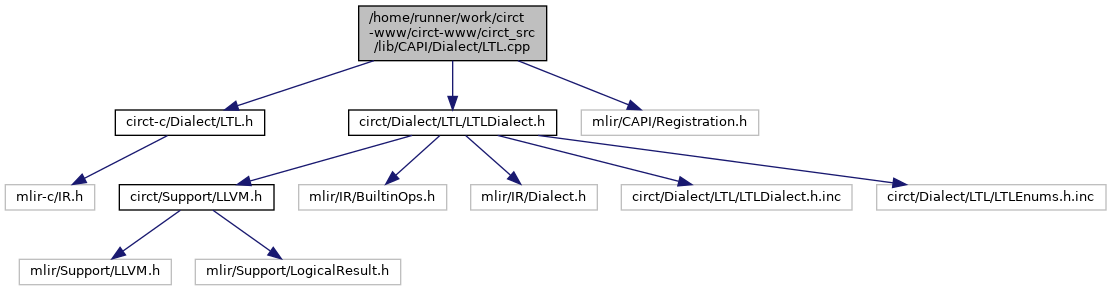 /home/runner/work/circt
-www/circt-www/circt_src
/lib/CAPI/Dialect/LTL.cpp
circt-c/Dialect/LTL.h
circt/Dialect/LTL/LTLDialect.h
mlir/CAPI/Registration.h
mlir-c/IR.h
circt/Support/LLVM.h
mlir/IR/BuiltinOps.h
mlir/IR/Dialect.h
circt/Dialect/LTL/LTLDialect.h.inc
circt/Dialect/LTL/LTLEnums.h.inc
mlir/Support/LLVM.h
mlir/Support/LogicalResult.h